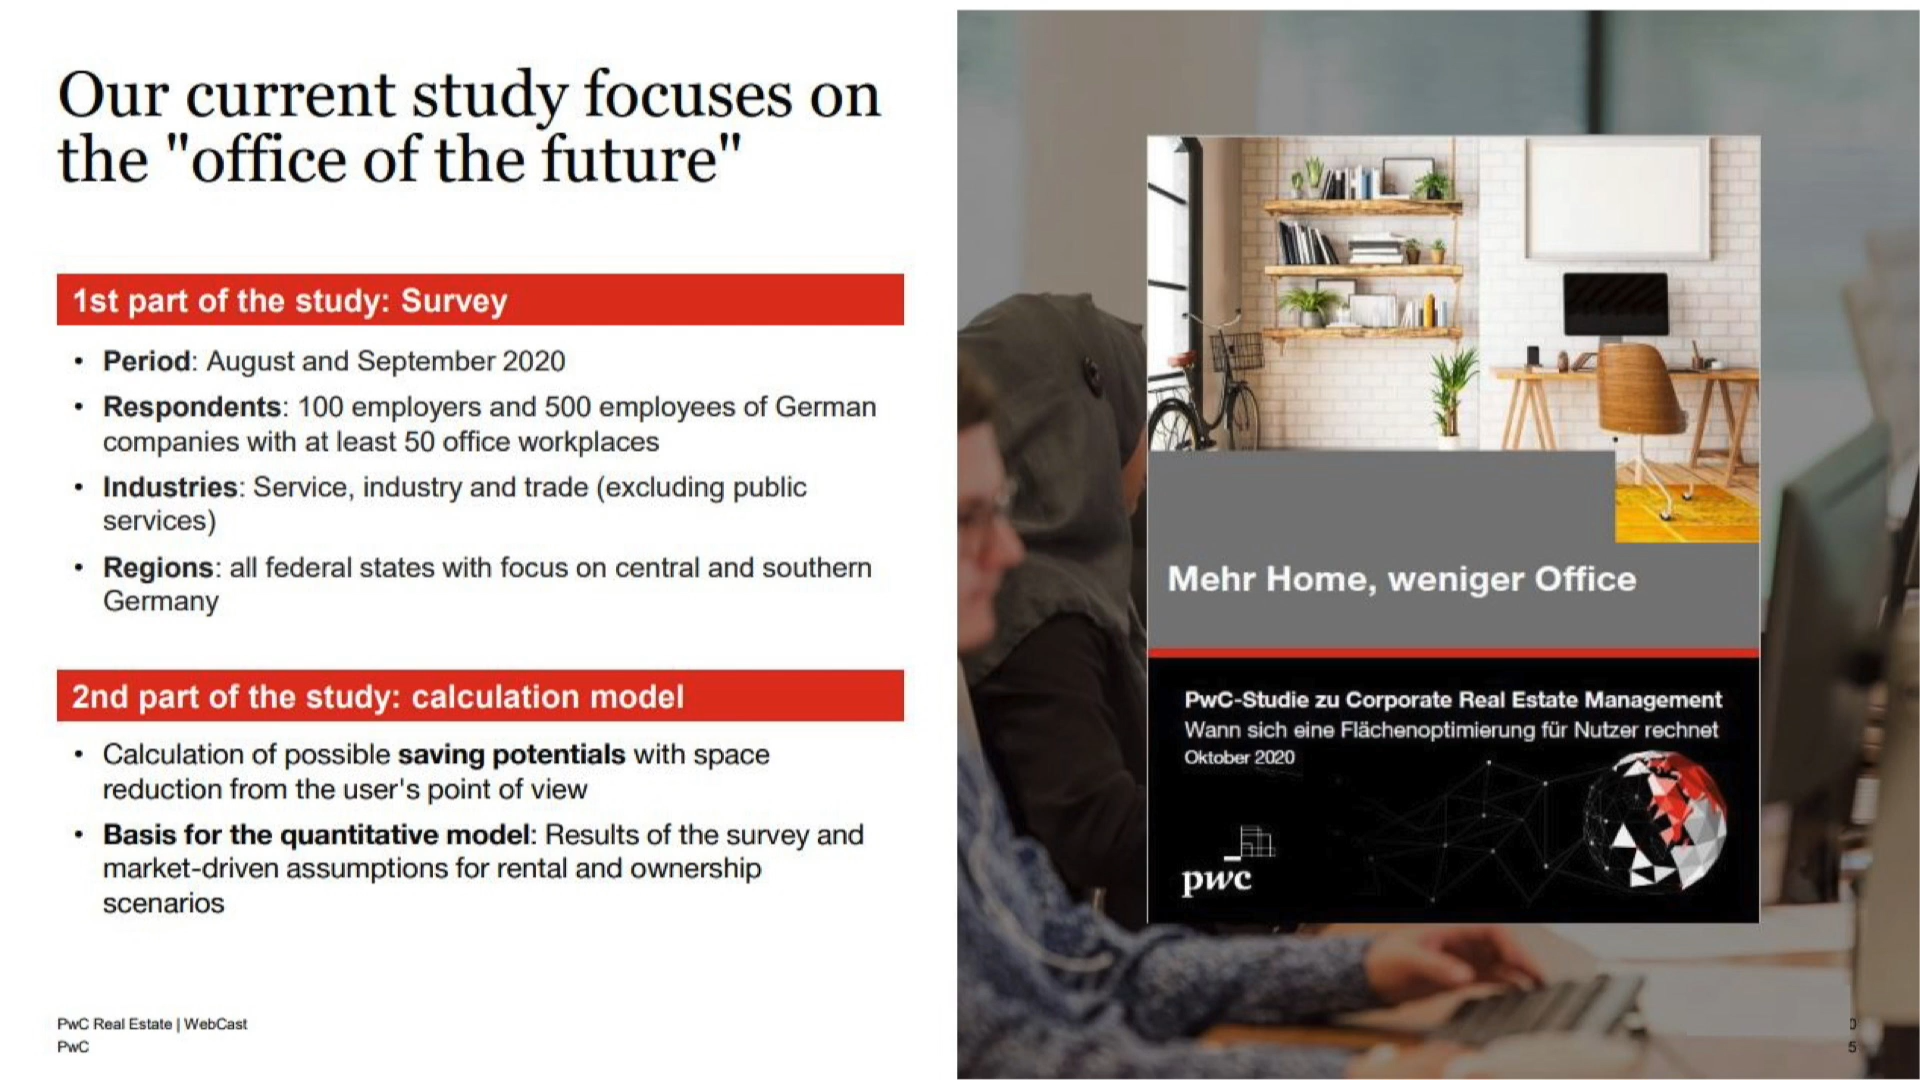 Our current study focuses on
the "office of the future"
1st part of the study: Survey
• Period: August and September 2020
• Respondents: 100 employers and 500 employees of German
companies with at least 50 office workplaces
• Industries: Service, industry and trade (excluding public
services)
• Regions: all federal states with focus on central and southern
Germany
2nd part of the study: calculation model
• Calculation of possible saving potentials with space
reduction from the user's point of view
• Basis for the quantitative model: Results of the survey and
market-driven assumptions for rental and ownership
scenarios
PwC Real Estate | WebCast
PwC
Mehr Home, weniger Office
PwC-Studie zu Corporate Real Estate Management
Wann sich eine Flächenoptimierung für Nutzer rechnet
Oktober 2020
pwc
0
5